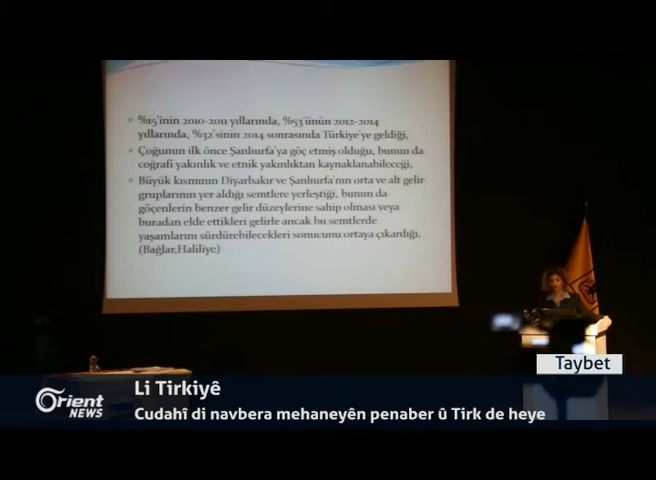 %15'inin 2010-2011 yıllarında, %53'ünün 2012-2014
yıllarında, %32'sinin 2014 sonrasında Türkiye'ye geldiği,
Çoğunun ilk önce Şanlıurfa'ya göç etmiş olduğu, bunun da
coğrafi yakınlık ve etnik yakınlıktan kaynaklanabileceği,
Büyük kısmının Diyarbakır ve Şanlıurfa'nın orta ve alt gelir
gruplarının yer aldığı semtlere yerleştiği, bunun da
göçenlerin benzer gelir düzeylerine sahip olması veya
buradan elde ettikleri gelirle ancak bu semtlerde
yaşamlarını sürdürebilecekleri sonucunu ortaya çıkardığı,
(Bağlar,Haliliye)
Taybet
Orient
NEWS
Li Tirkiyê
Cudahî di navbera mehaneyên penaber û Tirk de heye